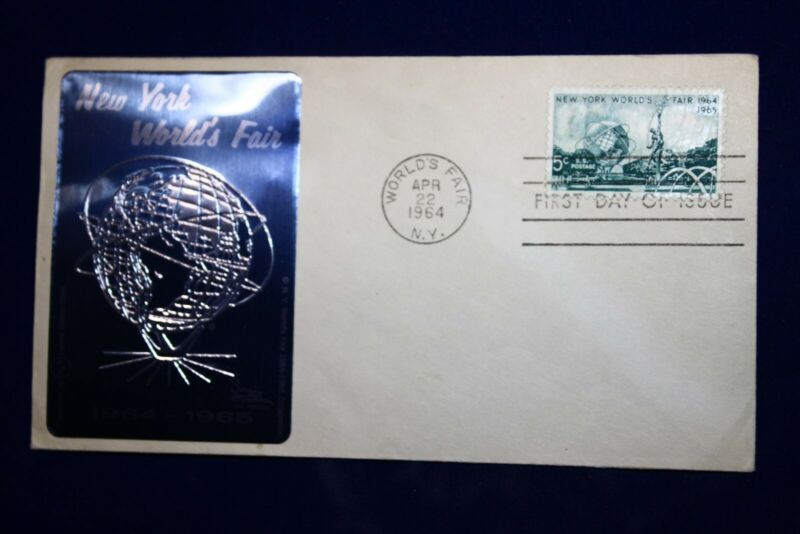 New York
World's Fair
1964-1965
WORLD'S FAIR
APR
22
1964
N.Y.
NEW YORK WORLD'S FAIR 1964
1965
5c
U.S.
POSTAGE
FIRST DAY OF ISSUE